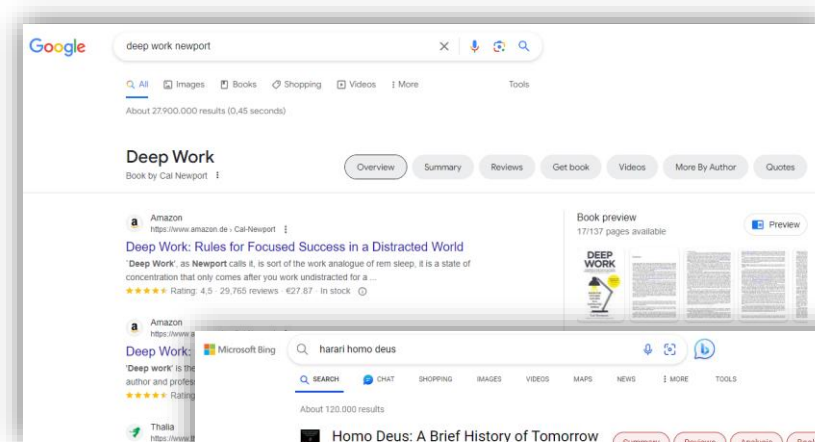 Google
deep work newport
All Images Books Shopping Videos More Tools
About 27.900.000 results (0,45 seconds)
Deep Work
Book by Cal Newport
Overview Summary Reviews Get book Videos More By Author Quotes
a Amazon
https://www.amazon.de › Cal-Newport
Deep Work: Rules for Focused Success in a Distracted World
'Deep Work', as Newport calls it, is sort of the work analogue of rem sleep, it is a state of
concentration that only comes after you work undistracted for a ...
Rating: 4,5 · 29,765 reviews · €27.87 · In stock
Book preview
17/137 pages available
Preview
DEEP
WORK
a Amazon
https://www.a
Deep Work:
'Deep work' is the
author and profes
Rating
Thalia
https://www.th
Microsoft Bing
harari homo deus
b
SEARCH CHAT SHOPPING IMAGES VIDEOS MAPS NEWS MORE TOOLS
About 120.000 results
Homo Deus: A Brief History of Tomorrow
Summary Reviews Analysis